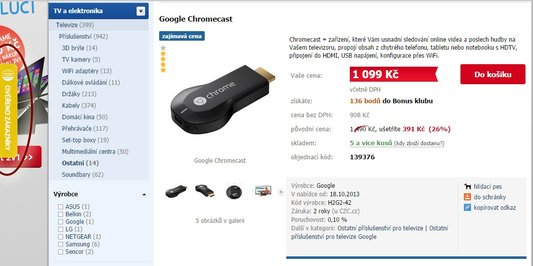 LUCI
OVĚŘENO
ZÁKAZNÍKY
TV a elektronika
Televize (399)
Příslušenství (942)
3D brýle (14)
TV kamery (5)
WiFi adaptéry (13)
Dálkové ovládání (11)
Držáky (213)
Kabely (374)
Domácí kina (50)
Přehrávače (117)
Set-top boxy (19)
Multimediální centra (50)
Ostatní (14)
Soundbary (62)
Výrobce
ASUS (1)
Belkin (2)
Google (1)
LG (1)
NETGEAR (1)
Samsung (6)
Sencor (2)
Google Chromecast
zajímavá cena
chrome
Google Chromecast
5 obrázků v galerii
Chromecast = zařízení, které Vám usnadní sledování online videa a poslech hudby na
Vašem televizoru, propojí obsah z chytrého telefonu, tabletu nebo notebooku s HDTV,
připojení do HDMI, USB napájení, konfigurace přes WiFi.
Vaše cena: 1 099 Kč Do košíku
včetně DPH
získáte: 136 bodů do Bonus klubu
cena bez DPH: 908 Kč
původní cena: 1 490 Kč, ušetříte 391 Kč (26%)
skladem: 5 a více kusů (kdy zboží dostanu?)
objednací kód: 139376
Výrobce: Google
V nabídce od: 18.10.2013
Kód výrobce: H2G2-42
Záruka: 2 roky (u CZC.cz)
Poruchovost: 0,10 %
Další v kategorii: Ostatní příslušenství pro televize | Ostatní
příslušenství pro televize Google
hlídací pes
do schránky
kopírovat odkaz